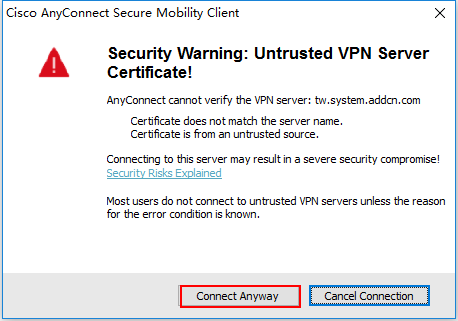 Cisco AnyConnect Secure Mobility Client
Security Warning: Untrusted VPN Server
Certificate!
AnyConnect cannot verify the VPN server: tw.system.addcn.com
Certificate does not match the server name.
Certificate is from an untrusted source.
Connecting to this server may result in a severe security compromise!
Security Risks Explained
Most users do not connect to untrusted VPN servers unless the reason
for the error condition is known.
Connect Anyway
Cancel Connection